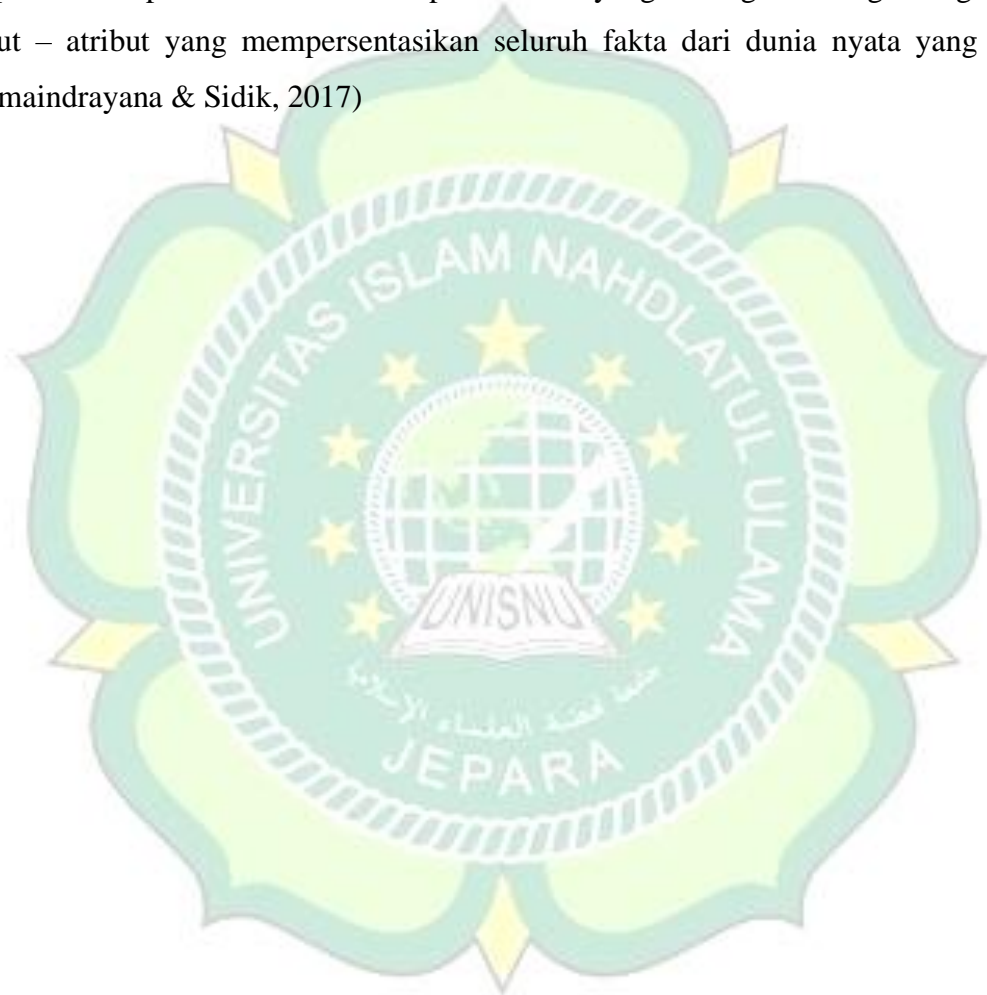 ut – atribut yang mempersentasikan seluruh fakta dari dunia nyata yang
maindrayana & Sidik, 2017)
UNIVERSITAS ISLAM NAHDLATUL ULAMA
UNISNU
JEPARA